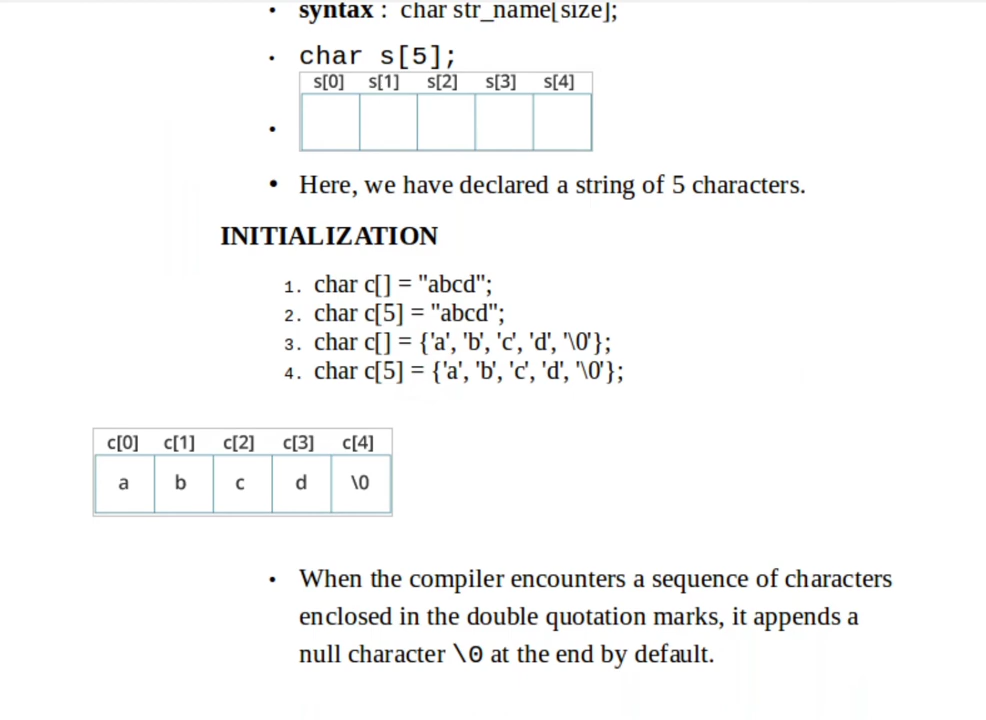 • syntax : char str_name[size];
• char s[5];
s[0] s[1] s[2] s[3] s[4]
•
• Here, we have declared a string of 5 characters.
INITIALIZATION
1. char c[] = "abcd";
2. char c[5] = "abcd";
3. char c[] = {'a', 'b', 'c', 'd', '\0'};
4. char c[5] = {'a', 'b', 'c', 'd', '\0'};
c[0] c[1] c[2] c[3] c[4]
a b c d \0
• When the compiler encounters a sequence of characters
enclosed in the double quotation marks, it appends a
null character \0 at the end by default.